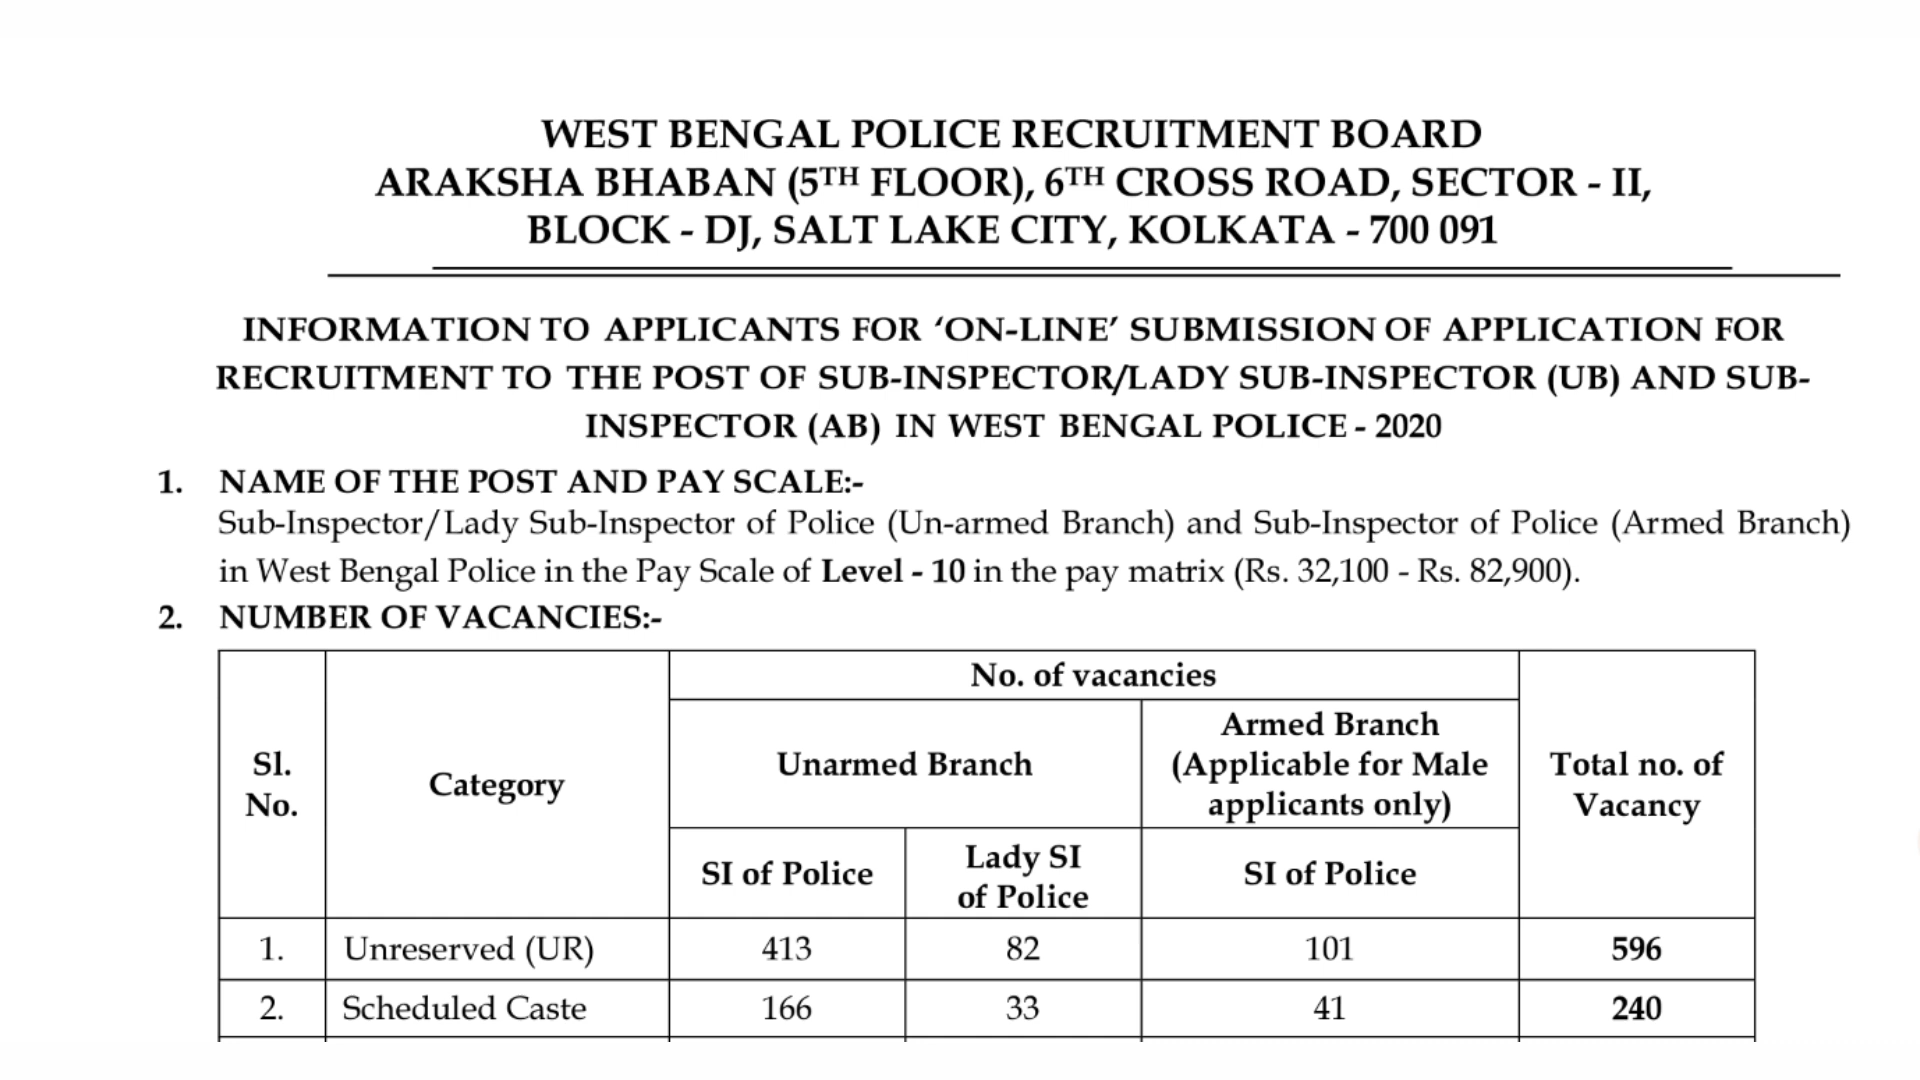 WEST BENGAL POLICE RECRUITMENT BOARD
ARAKSHA BHABAN (5TH FLOOR), 6TH CROSS ROAD, SECTOR - II,
BLOCK - DJ, SALT LAKE CITY, KOLKATA - 700 091
INFORMATION TO APPLICANTS FOR ‘ON-LINE’ SUBMISSION OF APPLICATION FOR
RECRUITMENT TO THE POST OF SUB-INSPECTOR/LADY SUB-INSPECTOR (UB) AND SUB-
INSPECTOR (AB) IN WEST BENGAL POLICE - 2020
1. NAME OF THE POST AND PAY SCALE:-
Sub-Inspector/Lady Sub-Inspector of Police (Un-armed Branch) and Sub-Inspector of Police (Armed Branch)
in West Bengal Police in the Pay Scale of Level - 10 in the pay matrix (Rs. 32,100 - Rs. 82,900).
2. NUMBER OF VACANCIES:-
Sl.
No.
Category
No. of vacancies
Unarmed Branch
Armed Branch
(Applicable for Male
applicants only)
Total no. of
Vacancy
SI of Police
Lady SI
of Police
SI of Police
1. Unreserved (UR) 413 82 101 596
2. Scheduled Caste 166 33 41 240